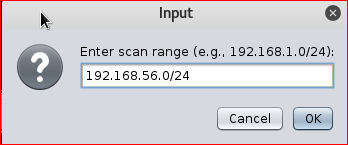 Input
Enter scan range (e.g., 192.168.1.0/24):
192.168.56.0/24
Cancel
OK